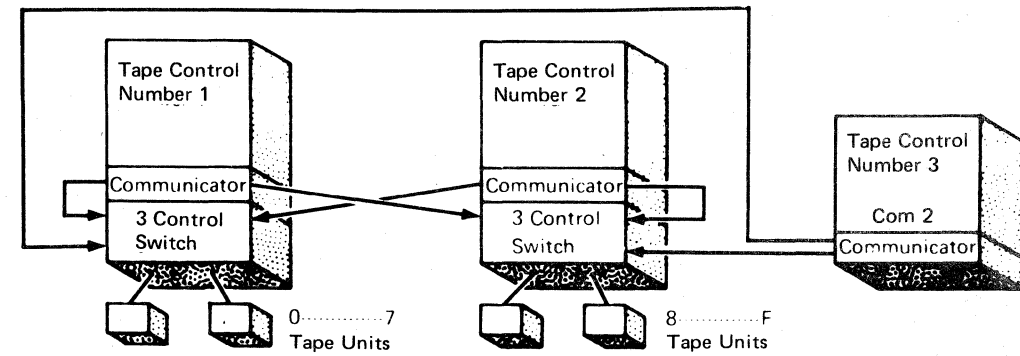 Tape Control
Number 1
Communicator
3 Control
Switch
0............7
Tape Units
Tape Control
Number 2
Communicator
3 Control
Switch
8............F
Tape Units
Tape Control
Number 3
Com 2
Communicator